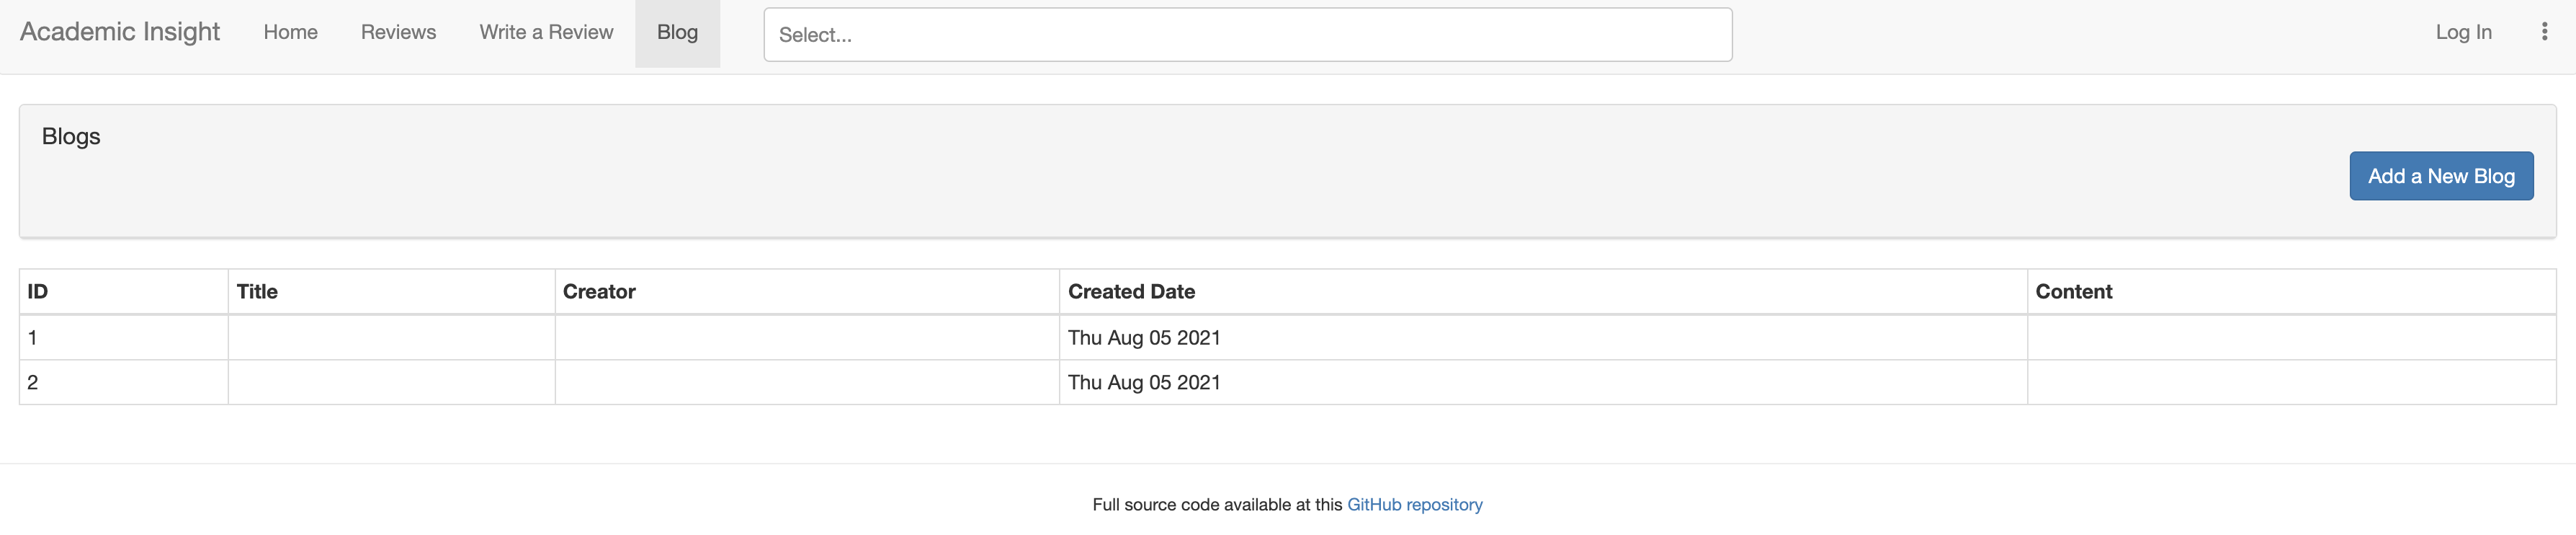 Academic Insight Home Reviews Write a Review Blog Select... Log In
Blogs
Add a New Blog
ID Title Creator Created Date Content
1 Thu Aug 05 2021
2 Thu Aug 05 2021
Full source code available at this GitHub repository